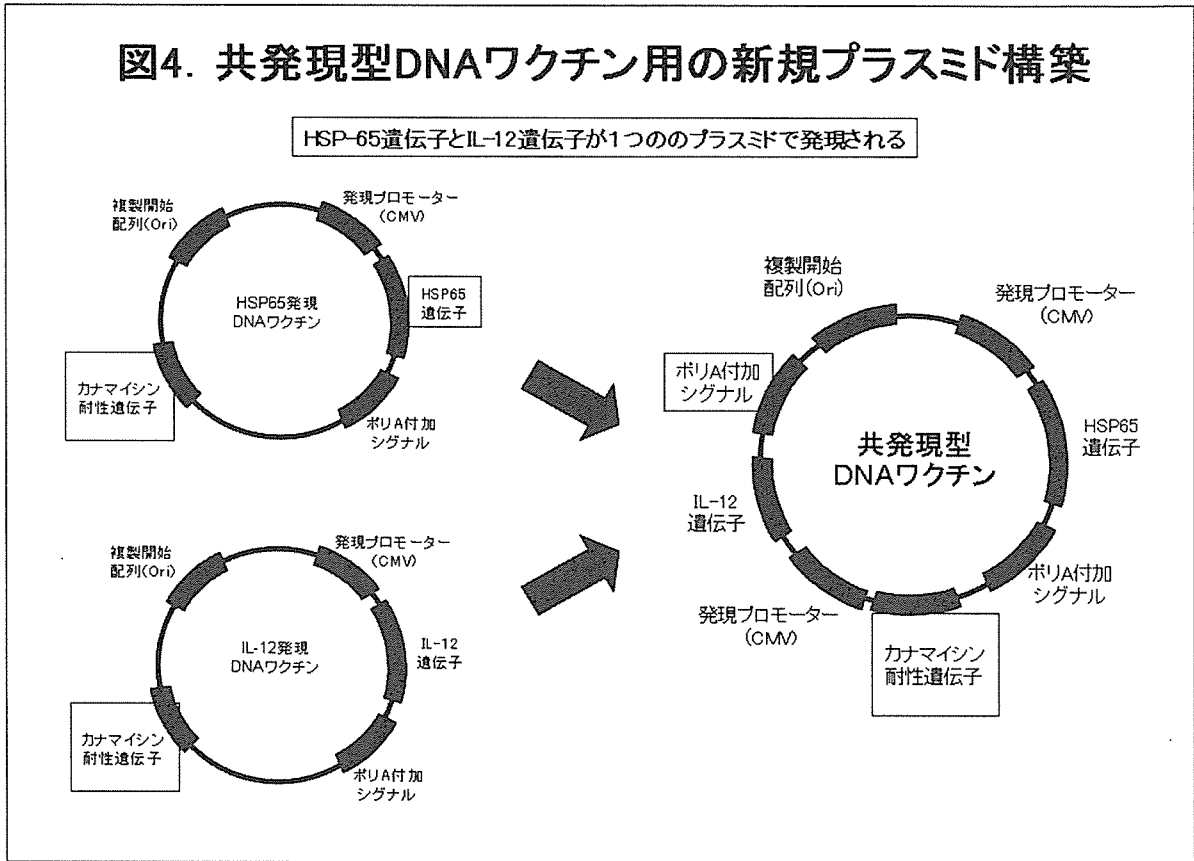 図4. 共発現型DNAワクチン用の新規プラスミド構築
HSP-65遺伝子とIL-12遺伝子が1つののプラスミドで発現される
複製開始
配列(Ori)
発現プロモーター
(CMV)
HSP65発現
DNAワクチン
HSP65
遺伝子
カナマイシン
耐性遺伝子
ポリA付加
シグナル
複製開始
配列(Ori)
発現プロモーター
(CMV)
IL-12発現
DNAワクチン
IL-12
遺伝子
カナマイシン
耐性遺伝子
ポリA付加
シグナル
複製開始
配列(Ori)
発現プロモーター
(CMV)
ポリA付加
シグナル
共発現型
DNAワクチン
HSP65
遺伝子
IL-12
遺伝子
ポリA付加
シグナル
発現プロモーター
(CMV)
カナマイシン
耐性遺伝子